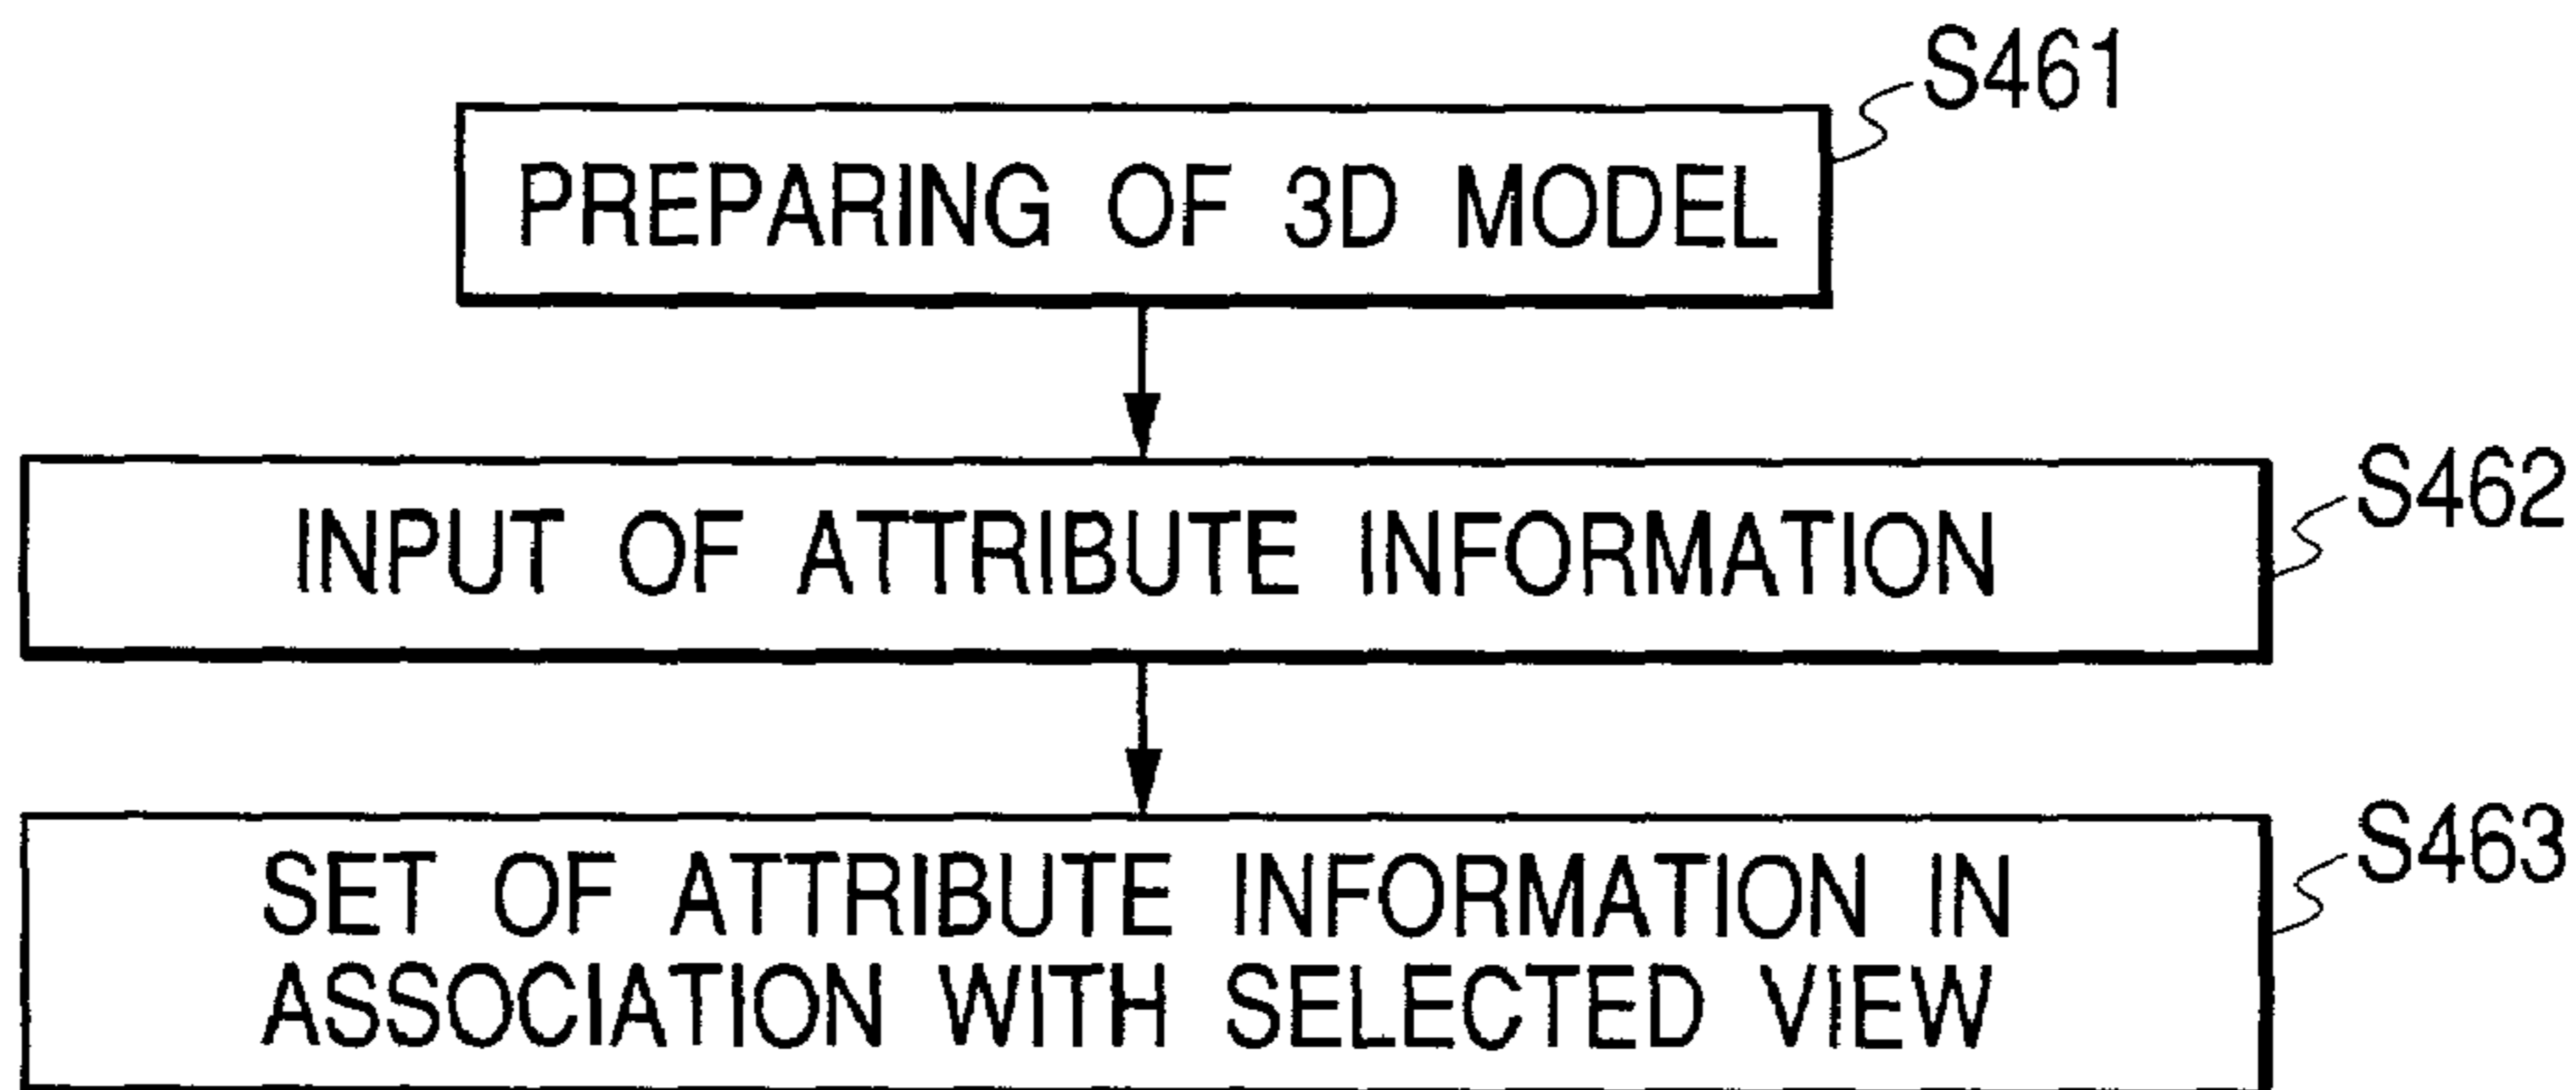 S461
PREPARING OF 3D MODEL
S462
INPUT OF ATTRIBUTE INFORMATION
S463
SET OF ATTRIBUTE INFORMATION IN
ASSOCIATION WITH SELECTED VIEW